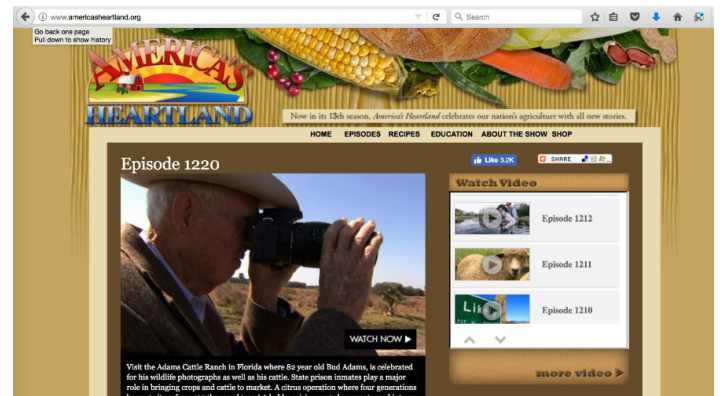 www.americasheartland.org
Search
Go back one page
Pull down to show history
AMERICA'S
HEARTLAND
Now in its 13th season, America's Heartland celebrates our nation's agriculture with all new stories.
HOME EPISODES RECIPES EDUCATION ABOUT THE SHOW SHOP
Episode 1220
Like 3.2K
SHARE
Watch Video
Episode 1212
Episode 1211
Lik
Episode 1210
WATCH NOW
more video
Visit the Adams Cattle Ranch in Florida where 82 year old Bud Adams, is celebrated
for his wildlife photographs as well as his cattle. State prison inmates play a major
role in bringing crops and cattle to market. A citrus operation where four generations